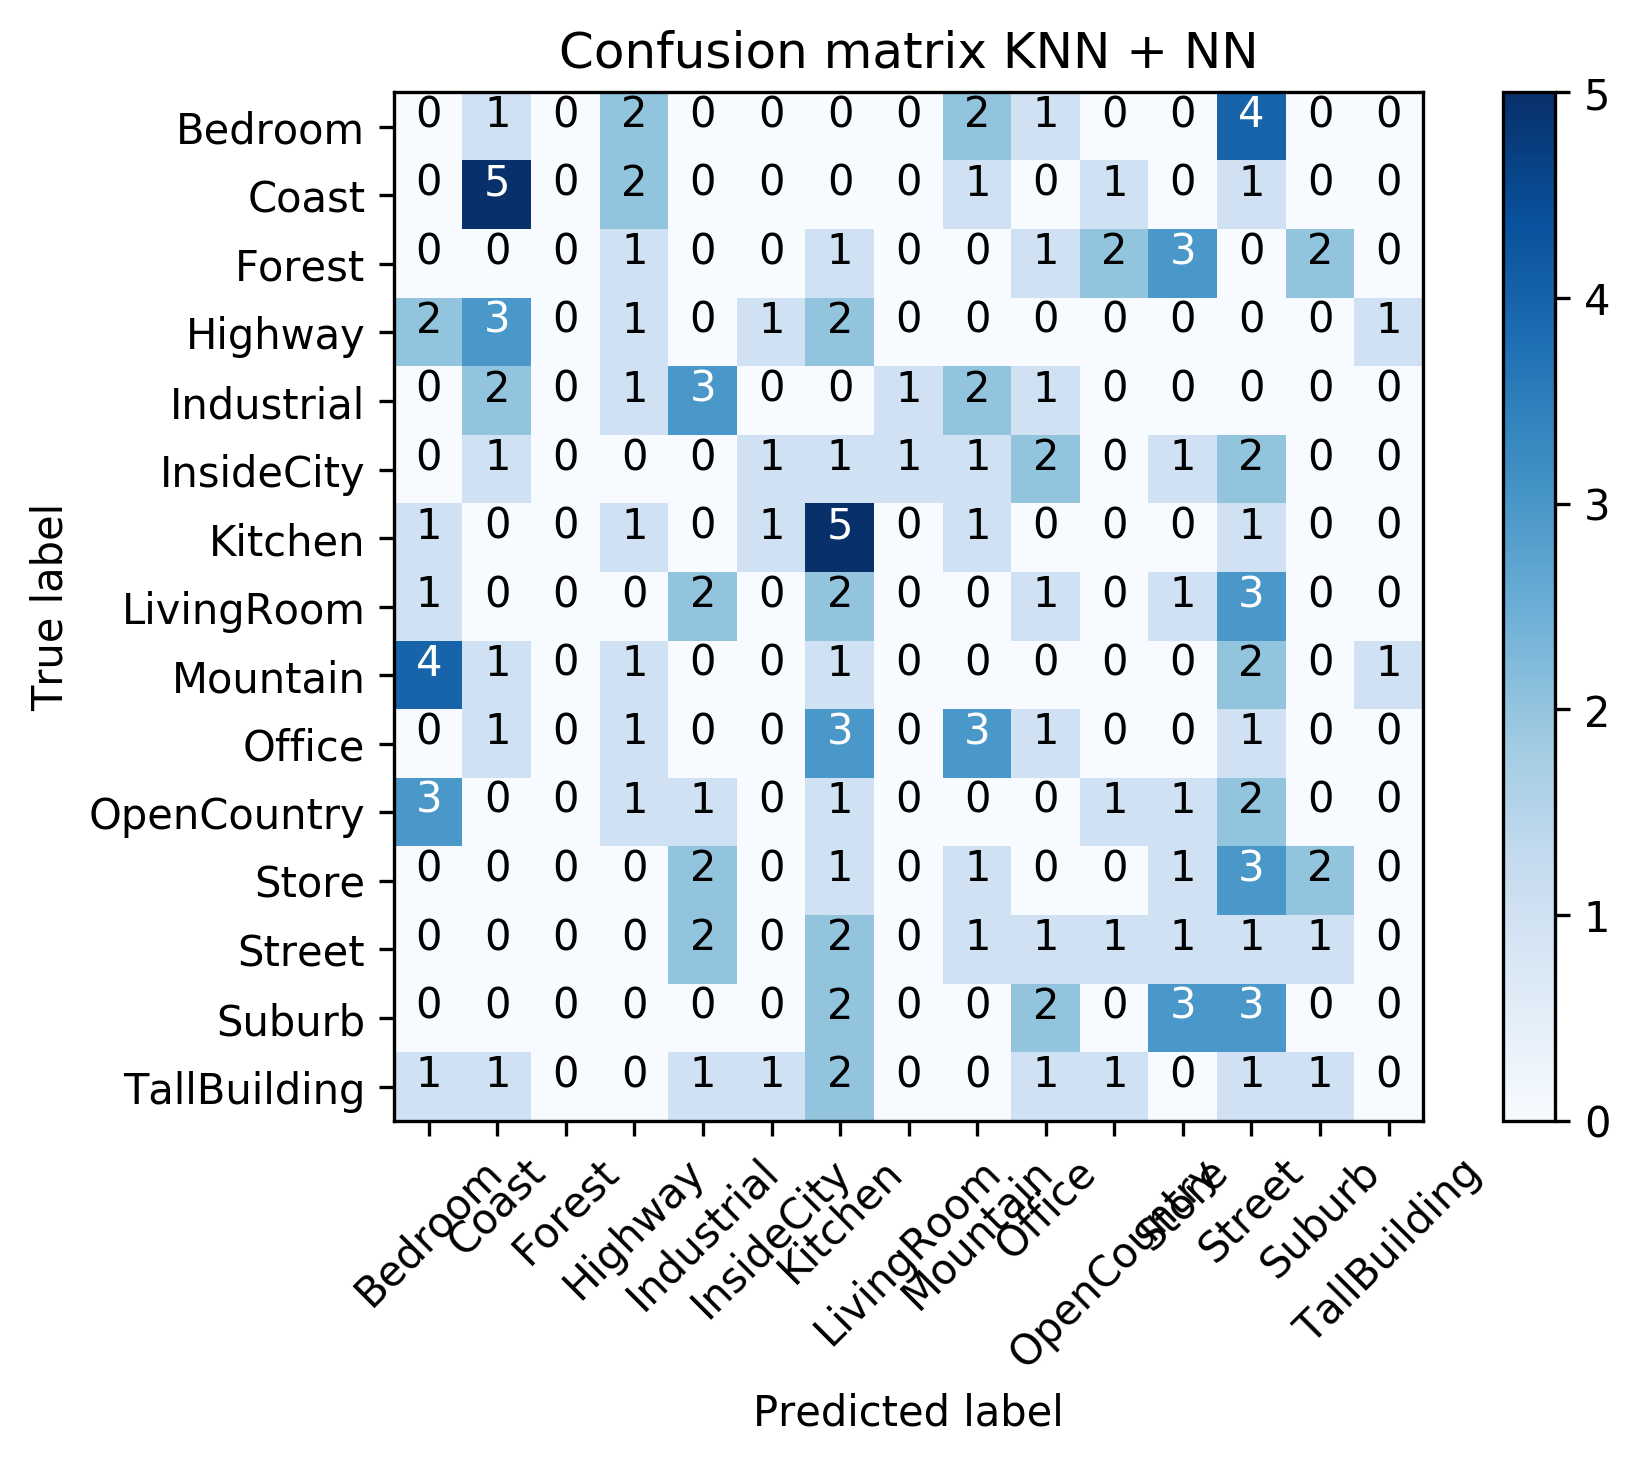 Confusion matrix KNN + NN
Bedroom 0 1 0 2 0 0 0 0 2 1 0 0 4 0 0
Coast 0 5 0 2 0 0 0 0 1 0 1 0 1 0 0
Forest 0 0 0 1 0 0 1 0 0 1 2 3 0 2 0
Highway 2 3 0 1 0 1 2 0 0 0 0 0 0 0 1
Industrial 0 2 0 1 3 0 0 1 2 1 0 0 0 0 0
InsideCity 0 1 0 0 0 1 1 1 1 2 0 1 2 0 0
Kitchen 1 0 0 1 0 1 5 0 1 0 0 0 1 0 0
LivingRoom 1 0 0 0 2 0 2 0 0 1 0 1 3 0 0
Mountain 4 1 0 1 0 0 1 0 0 0 0 0 2 0 1
Office 0 1 0 1 0 0 3 0 3 1 0 0 1 0 0
OpenCountry 3 0 0 1 1 0 1 0 0 0 1 1 2 0 0
Store 0 0 0 0 2 0 1 0 1 0 0 1 3 2 0
Street 0 0 0 0 2 0 2 0 1 1 1 1 1 1 0
Suburb 0 0 0 0 0 0 2 0 0 2 0 3 3 0 0
TallBuilding 1 1 0 0 1 1 2 0 0 1 1 0 1 1 0
True label
Bedroom
Coast
Forest
Highway
Industrial
InsideCity
Kitchen
LivingRoom
Mountain
Office
OpenCountry
Store
Street
Suburb
TallBuilding
Predicted label
5
4
3
2
1
0